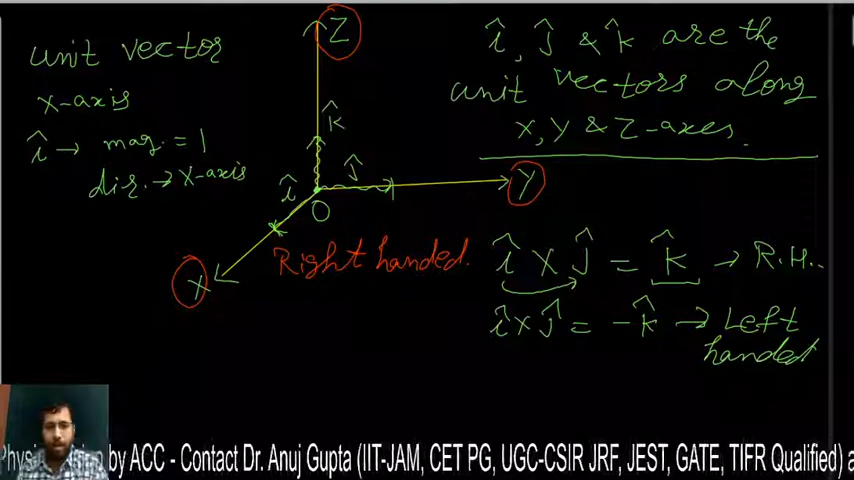 unit vector
x-axis
î → mag. = 1
dir. → x-axis
Z
k̂
ĵ
î
O
Y
X
Right handed.
î, ĵ & k̂ are the
unit vectors along
x, y & z-axes.
î × ĵ = k̂ → R.H.
î × ĵ = -k̂ → Left
handed
by ACC - Contact Dr. Anuj Gupta (IIT-JAM, CET PG, UGC-CSIR JRF, JEST, GATE, TIFR Qualified)